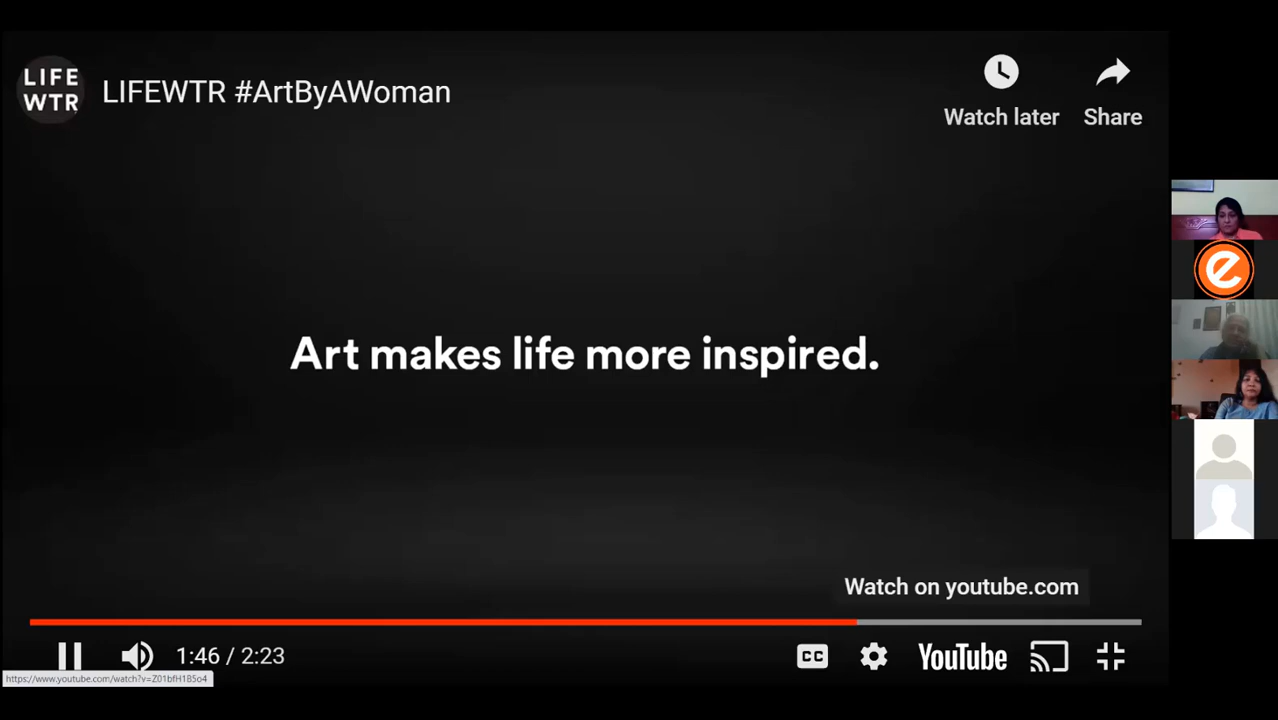 LIFE
WTR
LIFEWTR #ArtByAWoman
Watch later
Share
Art makes life more inspired.
Watch on youtube.com
1:46 / 2:23
CC
YouTube
https://www.youtube.com/watch?v=Z01bfH1B5o4
e